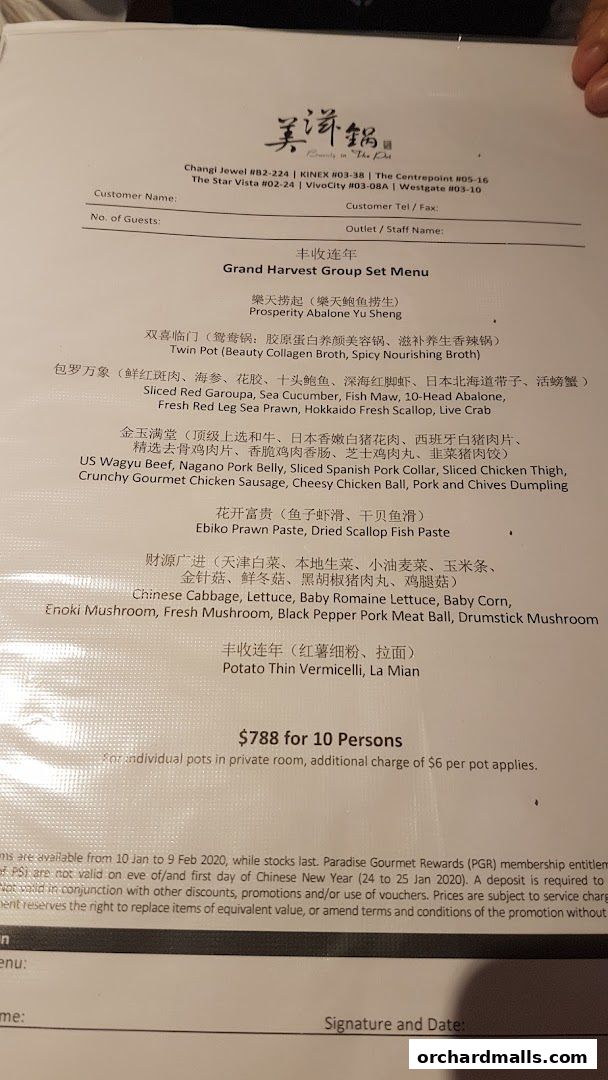 美滋鍋
Beauty in The Pot
Changi Jewel #B2-224 | KINEX #03-38 | The Centrepoint #05-16
The Star Vista #02-24 | VivoCity #03-08A | Westgate #03-10
Customer Name:
Customer Tel / Fax:
No. of Guests:
Outlet / Staff Name:
丰收连年
Grand Harvest Group Set Menu
樂天捞起（樂天鲍鱼捞生）
Prosperity Abalone Yu Sheng
双喜临门（鸳鸯锅：胶原蛋白养颜美容锅、滋补养生香辣锅）
Twin Pot (Beauty Collagen Broth, Spicy Nourishing Broth)
包罗万象（鲜红斑肉、海参、花胶、十头鲍鱼、深海红脚虾、日本北海道带子、活螃蟹）
Sliced Red Garoupa, Sea Cucumber, Fish Maw, 10-Head Abalone,
Fresh Red Leg Sea Prawn, Hokkaido Fresh Scallop, Live Crab
金玉满堂（顶级上选和牛、日本香嫩白猪花肉、西班牙白猪肉片、
精选去骨鸡肉片、香脆鸡肉香肠、芝士鸡肉丸、韭菜猪肉饺）
US Wagyu Beef, Nagano Pork Belly, Sliced Spanish Pork Collar, Sliced Chicken Thigh,
Crunchy Gourmet Chicken Sausage, Cheesy Chicken Ball, Pork and Chives Dumpling
花开富贵（鱼子虾滑、干贝鱼滑）
Ebiko Prawn Paste, Dried Scallop Fish Paste
财源广进（天津白菜、本地生菜、小油麦菜、玉米条、
金针菇、鲜冬菇、黑胡椒猪肉丸、鸡腿菇）
Chinese Cabbage, Lettuce, Baby Romaine Lettuce, Baby Corn,
Enoki Mushroom, Fresh Mushroom, Black Pepper Pork Meat Ball, Drumstick Mushroom
丰收连年（红薯细粉、拉面）
Potato Thin Vermicelli, La Mian
$788 for 10 Persons
For individual pots in private room, additional charge of $6 per pot applies.
ms are available from 10 Jan to 9 Feb 2020, while stocks last. Paradise Gourmet Rewards (PGR) membership entitlem
of PS) are not valid on eve of/and first day of Chinese New Year (24 to 25 Jan 2020). A deposit is required to
Not valid in conjunction with other discounts, promotions and/or use of vouchers. Prices are subject to service charg
ment reserves the right to replace items of equivalent value, or amend terms and conditions of the promotion without
n
enu:
me:
Signature and Date:
orchardmalls.com